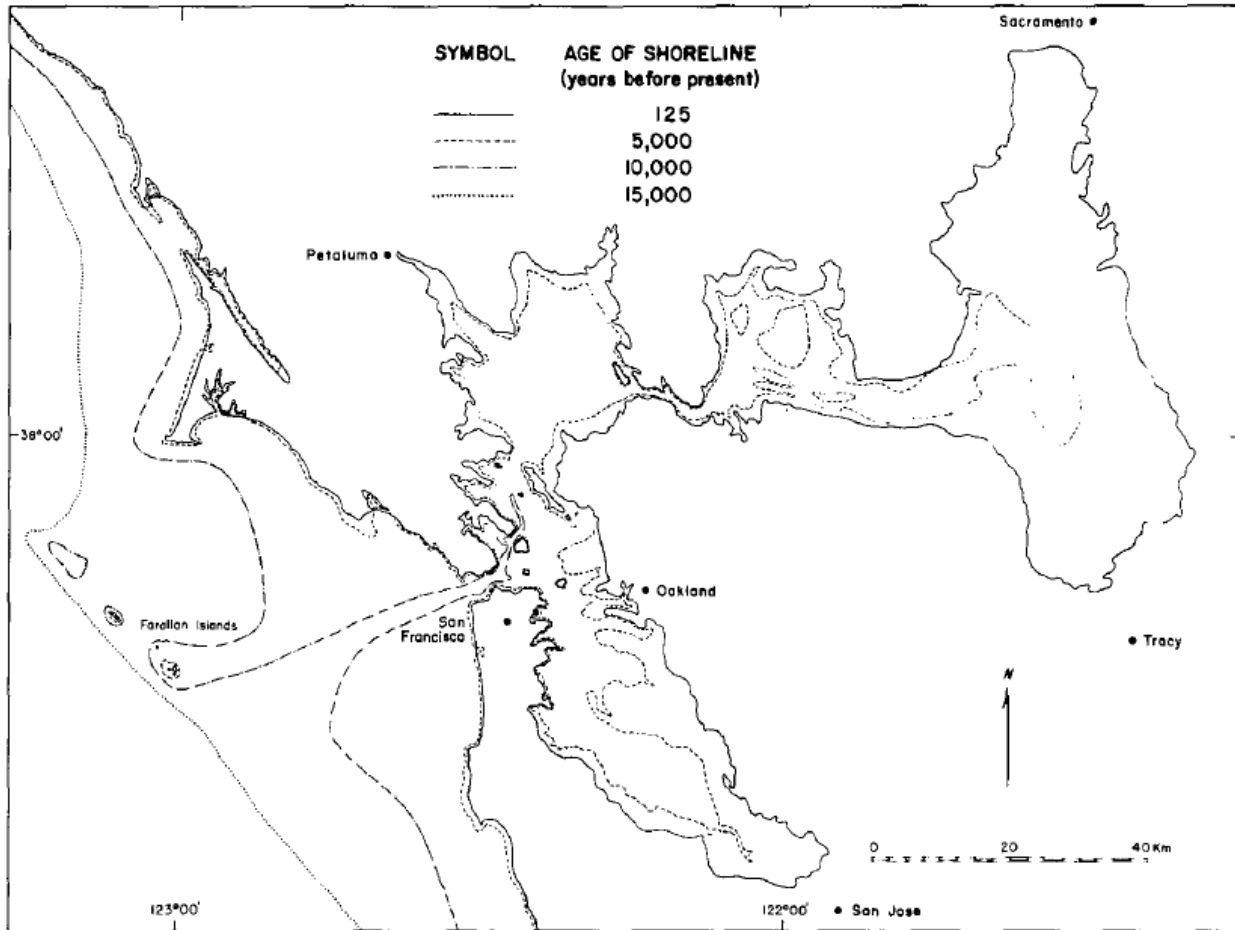 Sacramento
SYMBOL AGE OF SHORELINE
(years before present)
125
5,000
10,000
15,000
Petaluma
38°00'
Oakland
Farallon Islands
San
Francisco
Tracy
N
0 20 40 Km
123°00'
122°00'
San Jose